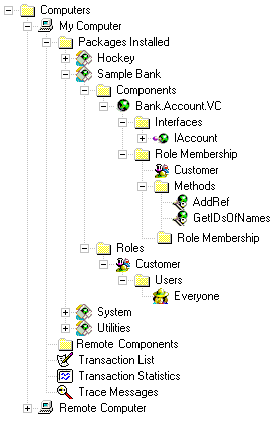 Computers
My Computer
Packages Installed
Hockey
Sample Bank
Components
Bank.Account.VC
Interfaces
IAccount
Role Membership
Customer
Methods
AddRef
GetIDsOfNames
Role Membership
Roles
Customer
Users
Everyone
System
Utilities
Remote Components
Transaction List
Transaction Statistics
Trace Messages
Remote Computer